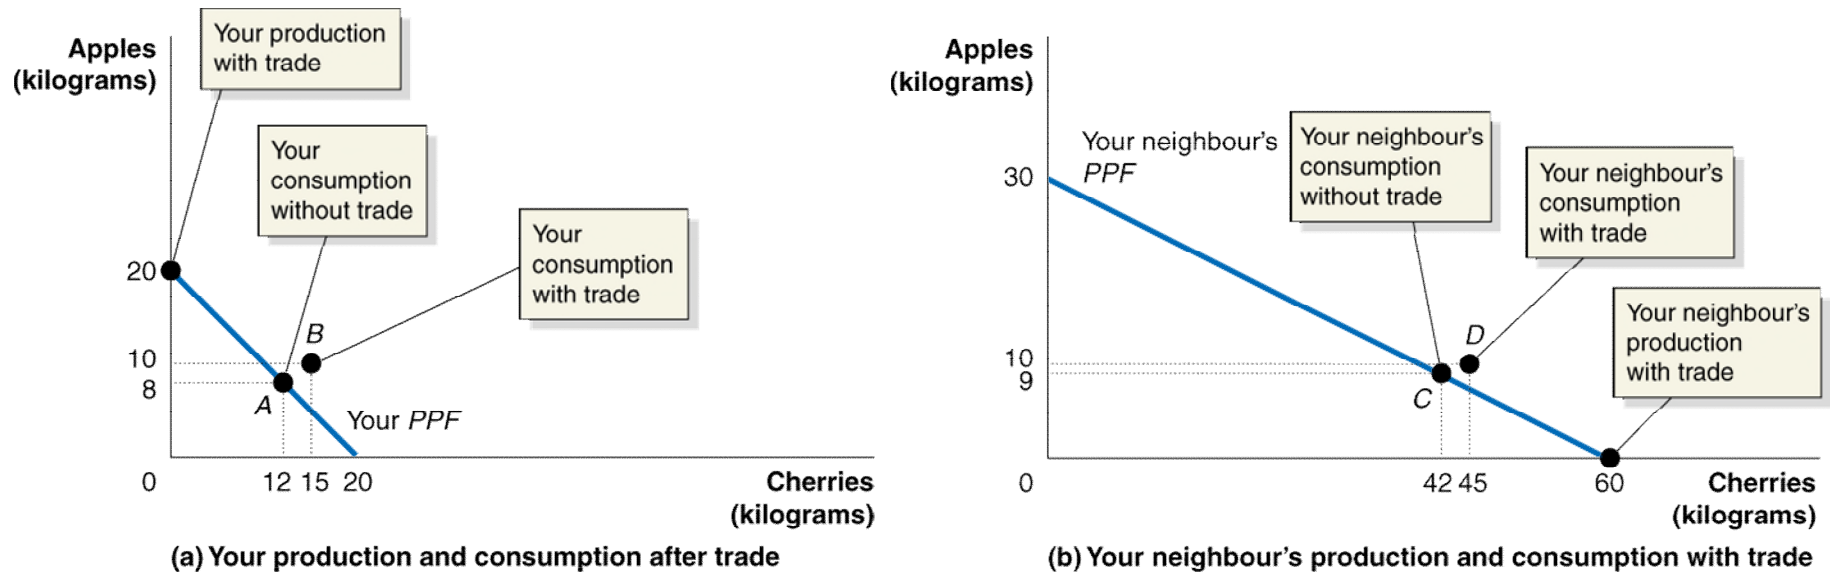 Apples
(kilograms)
Your production
with trade
Your
consumption
without trade
Your
consumption
with trade
20
10
8
B
A
Your PPF
0
12
15
20
Cherries
(kilograms)
(a) Your production and consumption after trade
Apples
(kilograms)
Your neighbour's
PPF
Your neighbour's
consumption
without trade
Your neighbour's
consumption
with trade
Your neighbour's
production
with trade
30
10
9
D
C
0
42
45
60
Cherries
(kilograms)
(b) Your neighbour's production and consumption with trade